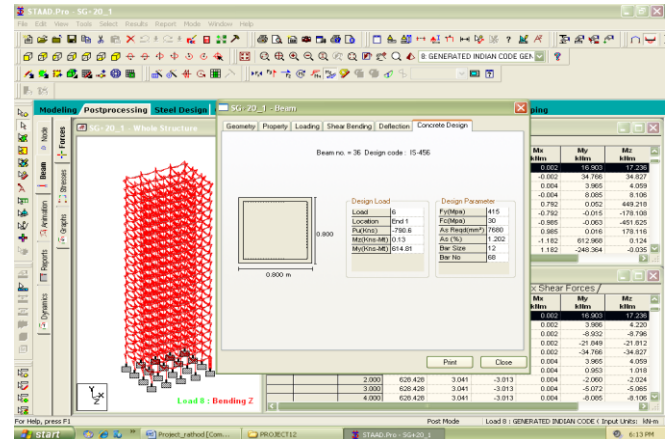 STAAD.Pro - SG-20_1
File Edit View Tools Select Results Report Mode Window Help
8: GENERATED INDIAN CODE GEN
Modeling Postprocessing Steel Design
ping
SG-20_1 - Whole Structure
SG-20_1 - Beam
Geometry Property Loading Shear Bending Deflection Concrete Design
Beam no. = 36 Design code : IS-456
0.800
0.800 m
Design Load
Load 6
Location End 1
Pu(Kns) -790.6
Mz(Kns-Mt) 0.13
My(Kns-Mt) 614.81
Design Parameter
Fy(Mpa) 415
Fc(Mpa) 30
As Reqd(mm²) 7680
As (%) 1.202
Bar Size 12
Bar No 68
Print Close
Node
Beam
Animation
Reports
Dynamics
Forces
Stresses
Graphs
Mx kNm My kNm Mz kNm
0.002 16.903 17.236
-0.002 34.766 34.827
0.004 3.965 4.059
-0.004 8.085 8.106
0.792 0.052 449.218
-0.792 -0.015 -178.108
-0.985 -0.063 -451.625
0.985 0.016 178.116
-1.182 612.968 0.124
1.182 -248.364 -0.035
x Shear Forces /
Mx kNm My kNm Mz kNm
0.002 16.903 17.236
0.002 3.986 4.220
0.002 -8.932 -8.796
0.002 -21.849 -21.812
0.002 -34.766 -34.827
0.004 3.965 4.059
0.004 0.953 1.018
0.004 -2.060 -2.024
2.000 628.428 3.041 -3.013
3.000 628.428 3.041 -3.013 0.004 -5.072 -5.065
4.000 628.428 3.041 -3.013 0.004 -8.085 -8.106
Y
X
Z
Load 8 : Bending Z
For Help, press F1
Post Mode
Load 8 : GENERATED INDIAN CODE (
Input Units: kN-m
start
Project_rathod [Com...
PROJECT12
STAAD.Pro - SG+20_1
6:13 PM